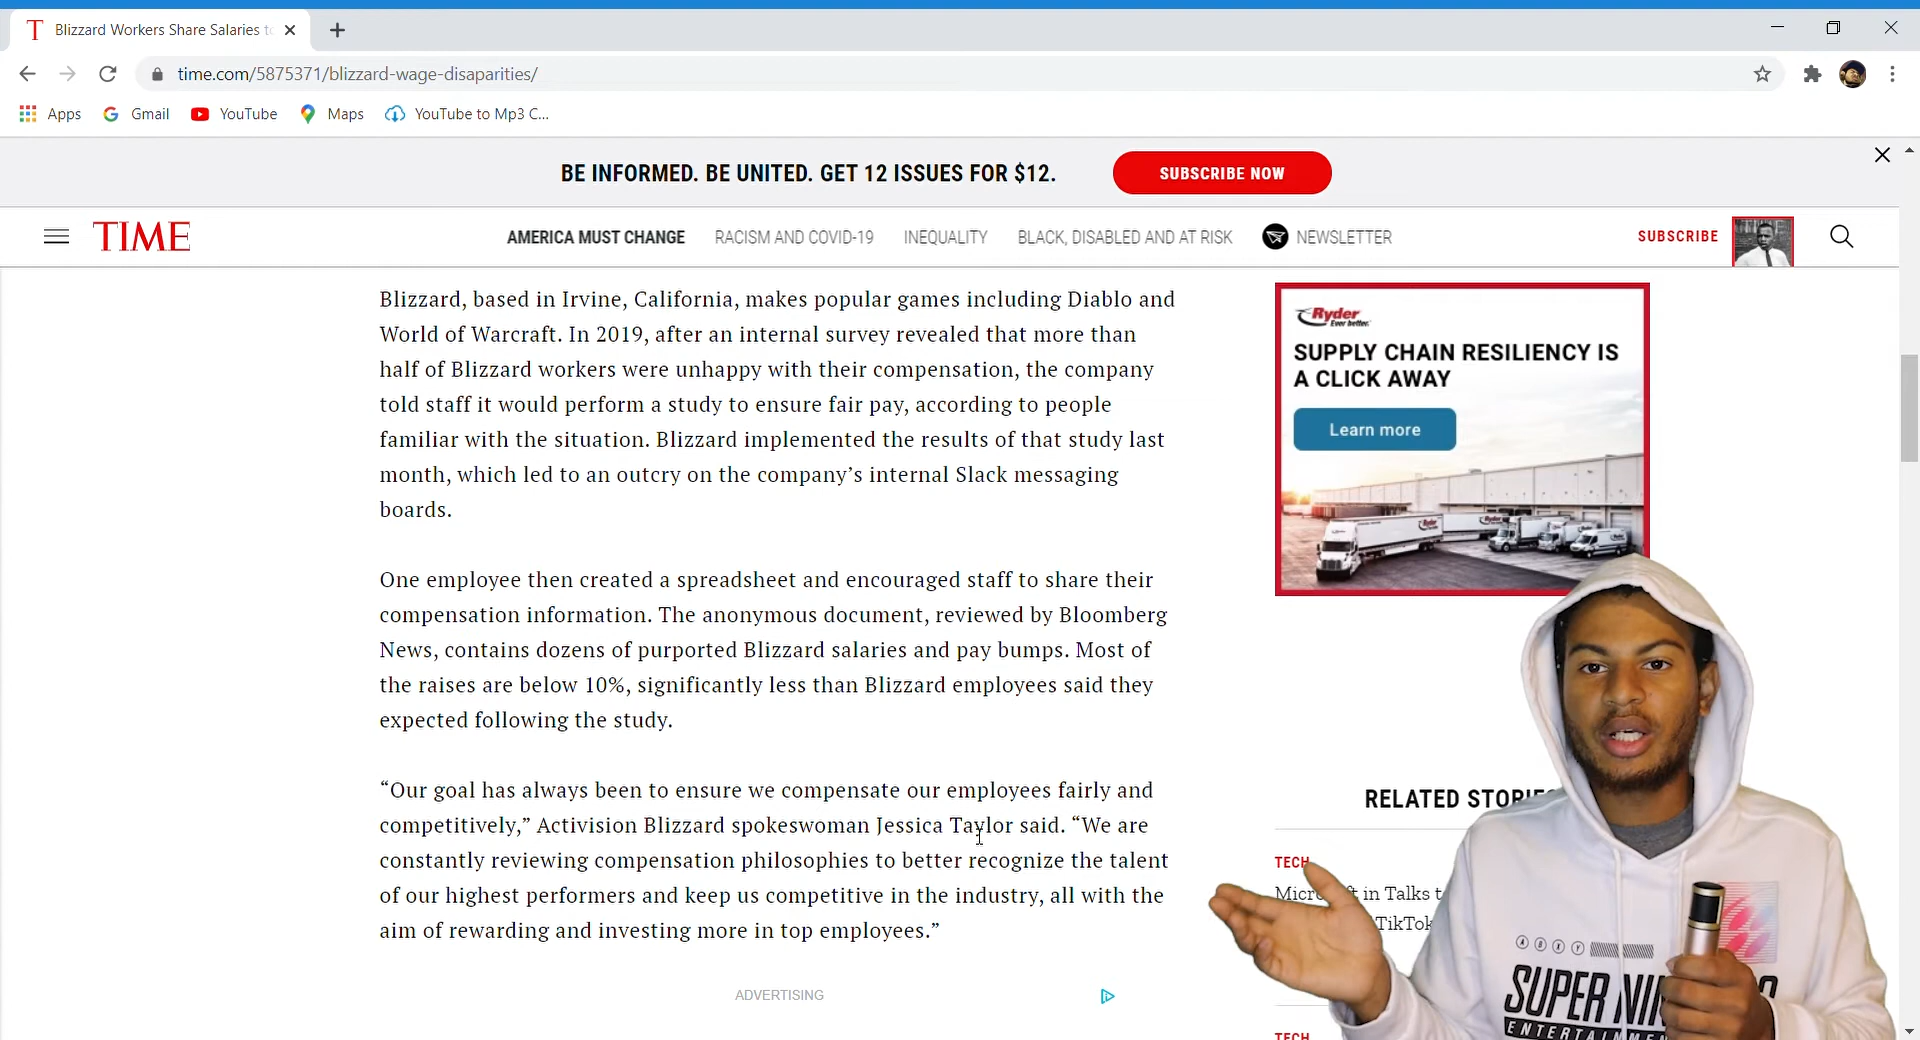 T Blizzard Workers Share Salaries to
time.com/5875371/blizzard-wage-disaparities/
Apps Gmail YouTube Maps YouTube to Mp3 C...
BE INFORMED. BE UNITED. GET 12 ISSUES FOR $12. SUBSCRIBE NOW
TIME AMERICA MUST CHANGE RACISM AND COVID-19 INEQUALITY BLACK, DISABLED AND AT RISK NEWSLETTER SUBSCRIBE
Blizzard, based in Irvine, California, makes popular games including Diablo and
World of Warcraft. In 2019, after an internal survey revealed that more than
half of Blizzard workers were unhappy with their compensation, the company
told staff it would perform a study to ensure fair pay, according to people
familiar with the situation. Blizzard implemented the results of that study last
month, which led to an outcry on the company’s internal Slack messaging
boards.
One employee then created a spreadsheet and encouraged staff to share their
compensation information. The anonymous document, reviewed by Bloomberg
News, contains dozens of purported Blizzard salaries and pay bumps. Most of
the raises are below 10%, significantly less than Blizzard employees said they
expected following the study.
“Our goal has always been to ensure we compensate our employees fairly and
competitively,” Activision Blizzard spokeswoman Jessica Taylor said. “We are
constantly reviewing compensation philosophies to better recognize the talent
of our highest performers and keep us competitive in the industry, all with the
aim of rewarding and investing more in top employees.”
ADVERTISING
Ryder
Ever better.
SUPPLY CHAIN RESILIENCY IS
A CLICK AWAY
Learn more
Ryder
RELATED STORIES
TECH
in Talks
TikTok
TECH
A B X Y
SUPER NIN
ENTERTAINM